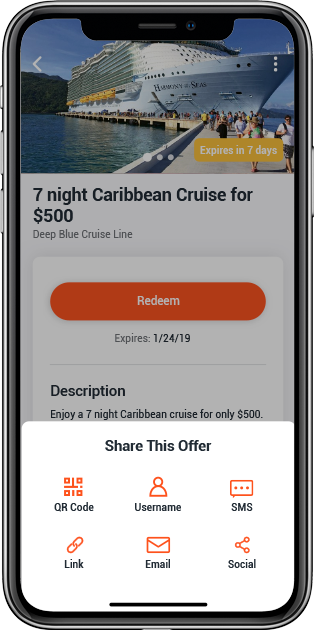 HARMONY OF THE SEAS
Expires in 7 days
7 night Caribbean Cruise for
$500
Deep Blue Cruise Line
Redeem
Expires: 1/24/19
Description
Enjoy a 7 night Caribbean cruise for only $500.
Share This Offer
QR Code Username SMS
Link Email Social